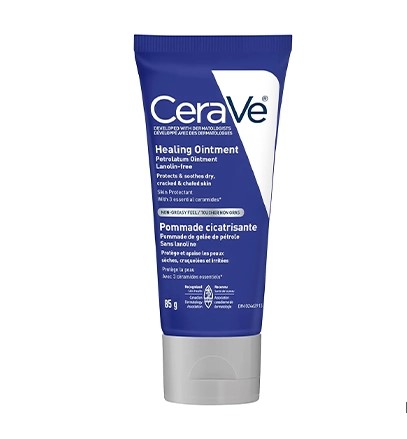 CeraVe®
DEVELOPED WITH DERMATOLOGISTS
DÉVELOPPÉ AVEC DES DERMATOLOGUES
Healing Ointment
Petrolatum Ointment
Lanolin-free
Protects & soothes dry,
cracked & chafed skin
Skin Protectant
With 3 essential ceramides*
NON-GREASY FEEL / TOUCHER NON GRAS
Pommade cicatrisante
Pommade de gelée de pétrole
Sans lanoline
Protège et apaise les peaux
sèches, craquelées et irritées
Protège la peau
Avec 3 céramides essentiels*
85 g